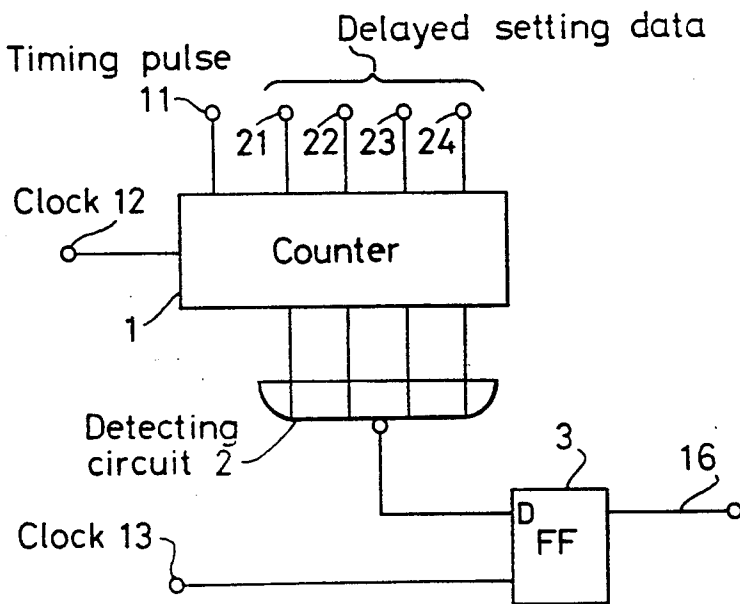 Delayed setting data
Timing pulse
11
21
22
23
24
Clock 12
Counter
1
Detecting
circuit 2
3
16
D
FF
Clock 13